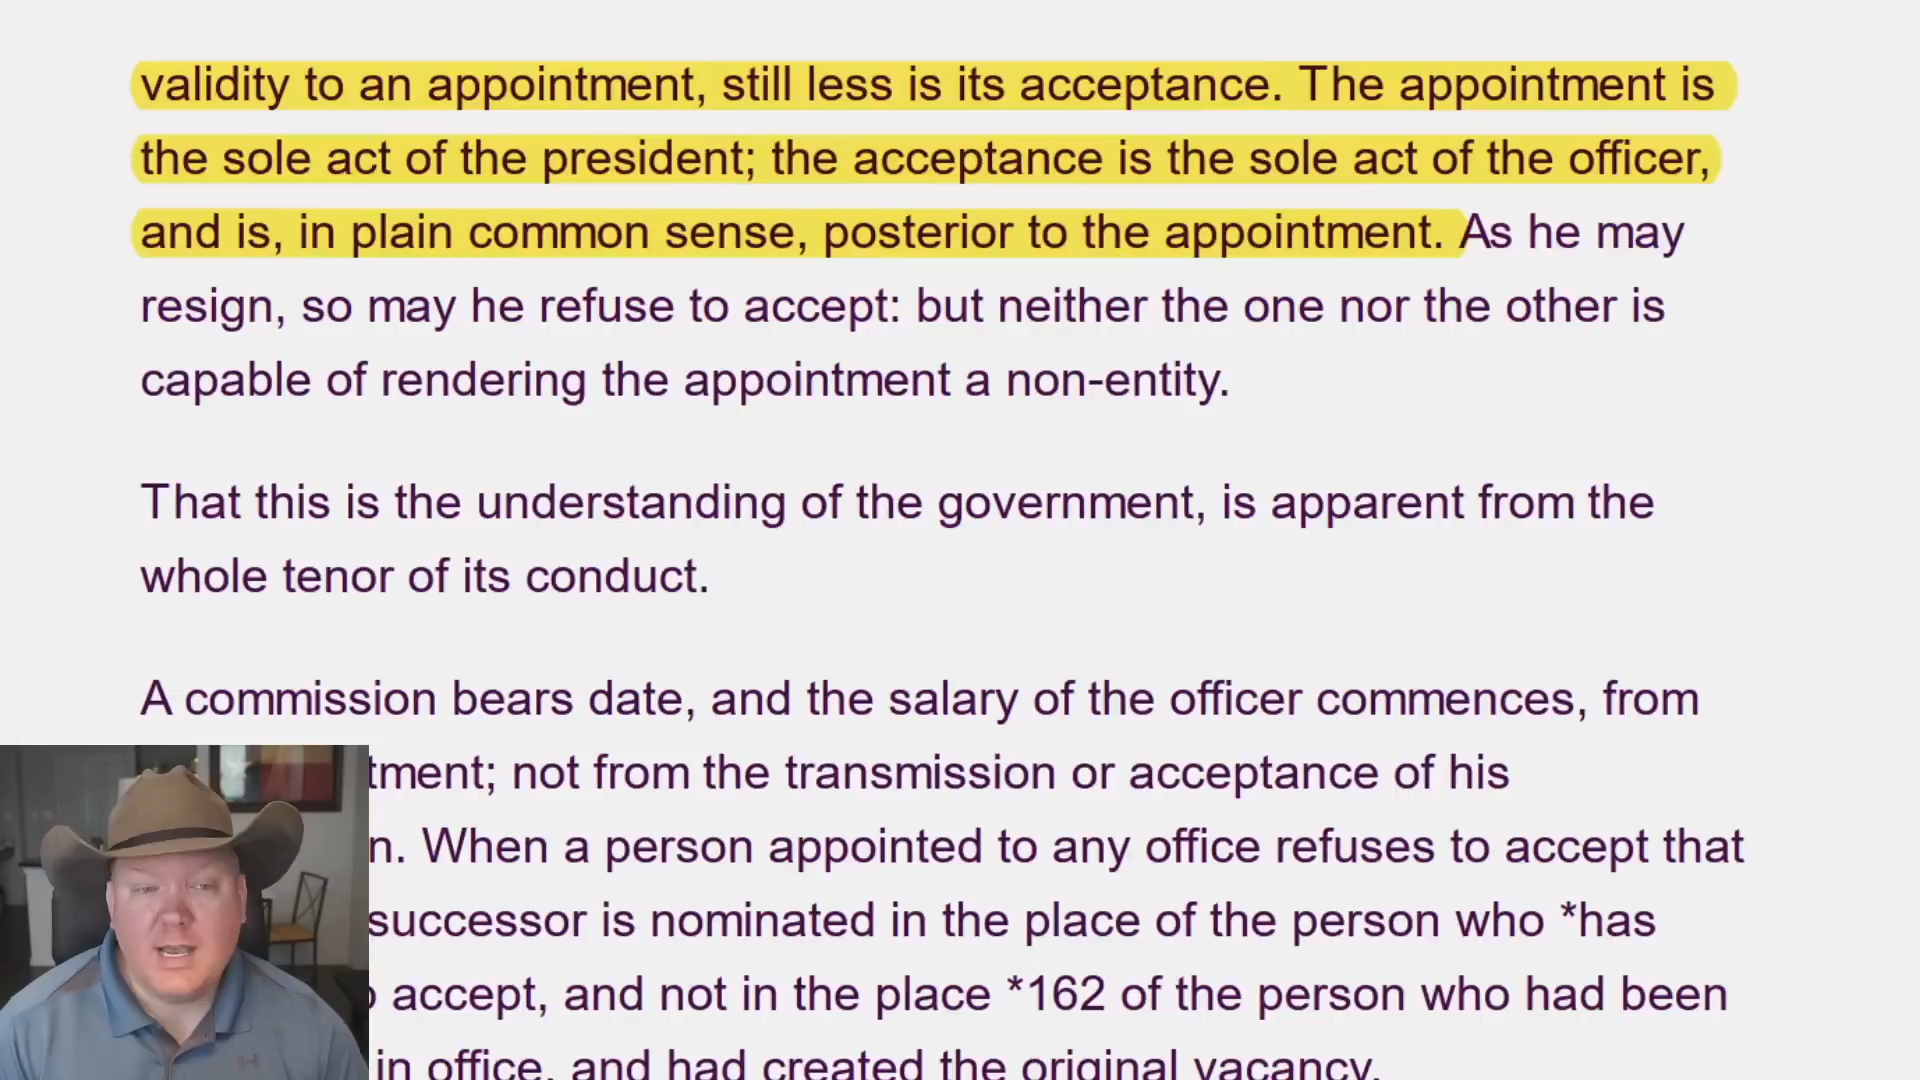 validity to an appointment, still less is its acceptance. The appointment is
the sole act of the president; the acceptance is the sole act of the officer,
and is, in plain common sense, posterior to the appointment. As he may
resign, so may he refuse to accept: but neither the one nor the other is
capable of rendering the appointment a non-entity.
That this is the understanding of the government, is apparent from the
whole tenor of its conduct.
A commission bears date, and the salary of the officer commences, from
tment; not from the transmission or acceptance of his
n. When a person appointed to any office refuses to accept that
successor is nominated in the place of the person who *has
accept, and not in the place *162 of the person who had been
in office, and had created the original vacancy.